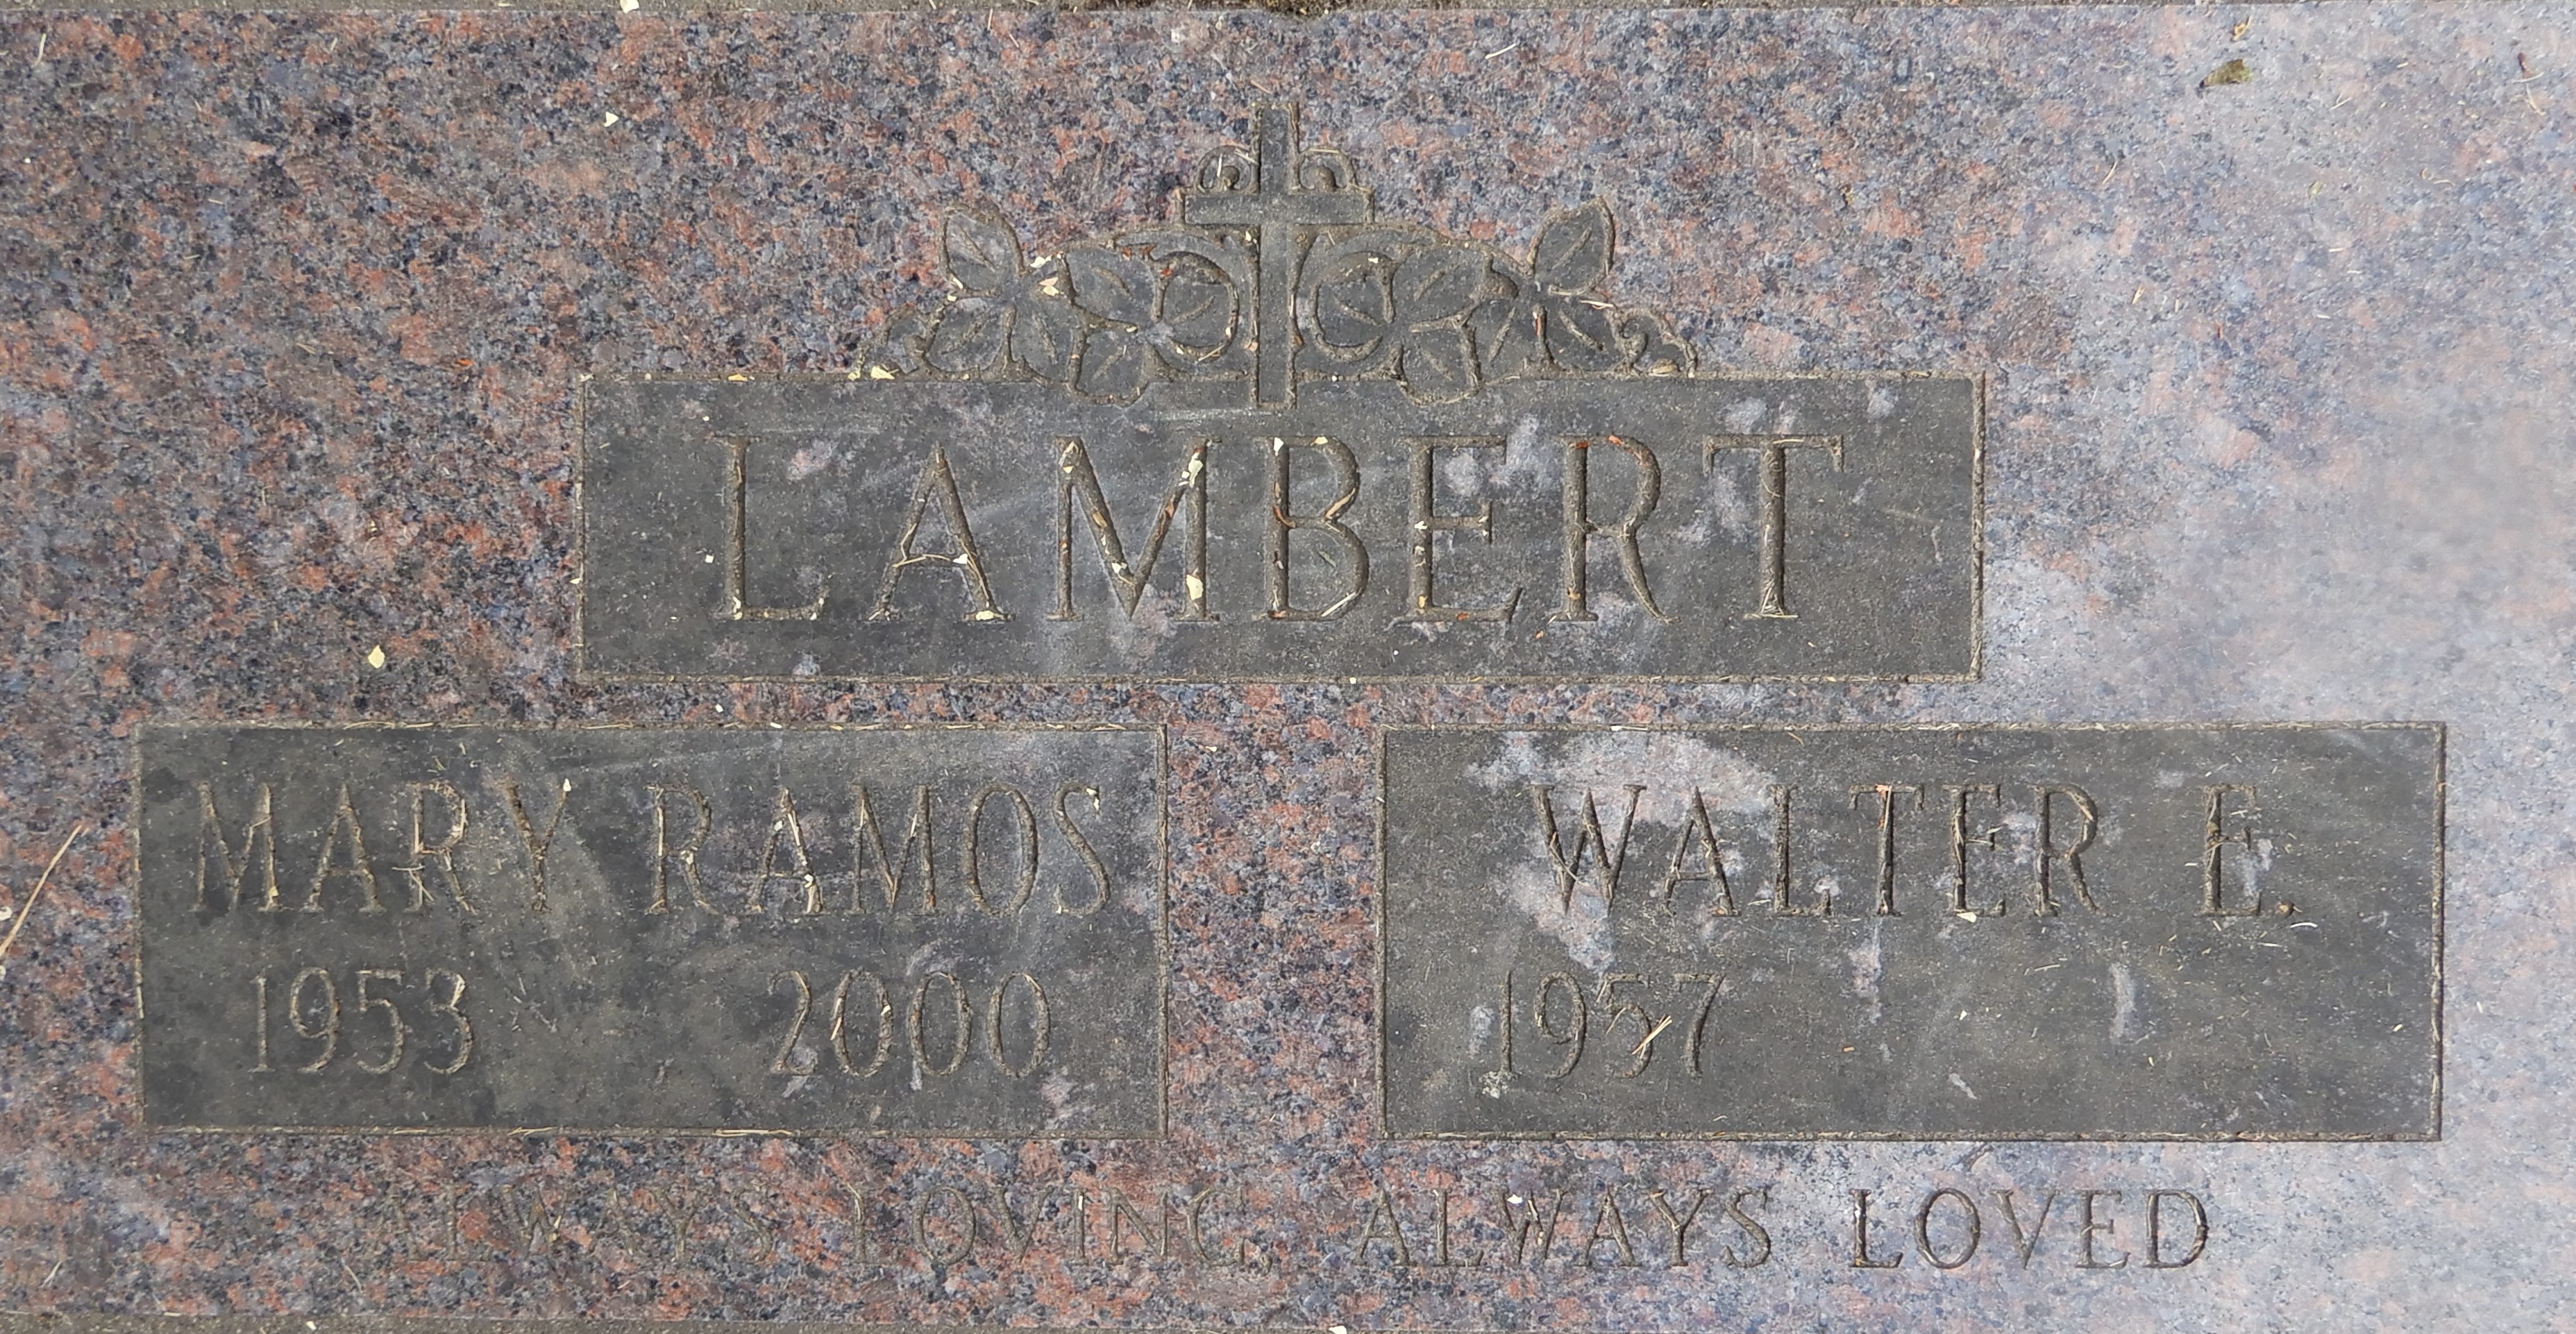 LAMBERT
MARY RAMOS
1953 2000
WALTER E.
1957
ALWAYS LOVING, ALWAYS LOVED